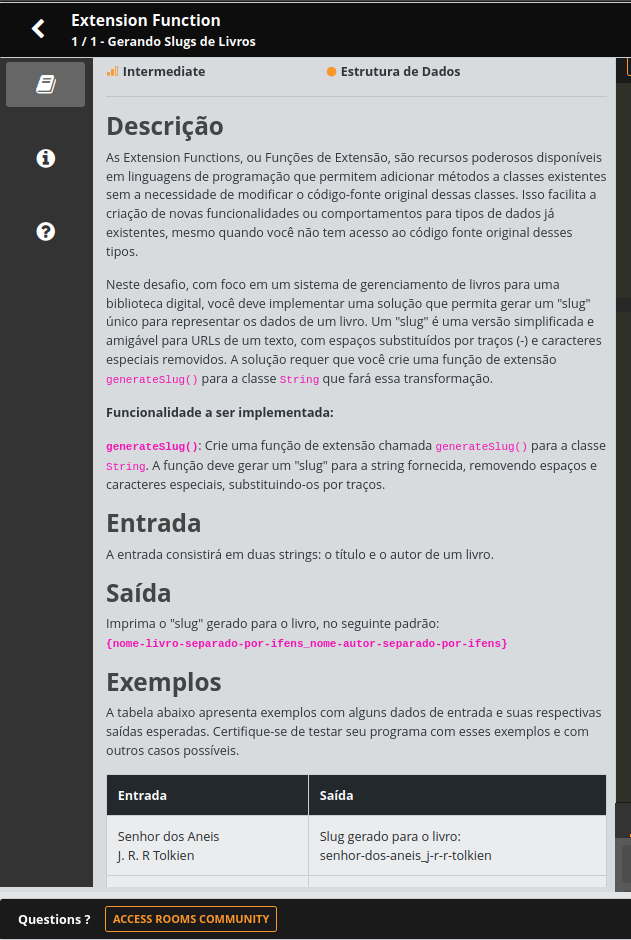 Extension Function
1 / 1 - Gerando Slugs de Livros
Intermediate
Estrutura de Dados
Descrição
As Extension Functions, ou Funções de Extensão, são recursos poderosos disponíveis
em linguagens de programação que permitem adicionar métodos a classes existentes
sem a necessidade de modificar o código-fonte original dessas classes. Isso facilita a
criação de novas funcionalidades ou comportamentos para tipos de dados já
existentes, mesmo quando você não tem acesso ao código fonte original desses
tipos.
Neste desafio, com foco em um sistema de gerenciamento de livros para uma
biblioteca digital, você deve implementar uma solução que permita gerar um "slug"
único para representar os dados de um livro. Um "slug" é uma versão simplificada e
amigável para URLs de um texto, com espaços substituídos por traços (-) e caracteres
especiais removidos. A solução requer que você crie uma função de extensão
generateSlug() para a classe String que fará essa transformação.
Funcionalidade a ser implementada:
generateSlug(): Crie uma função de extensão chamada generateSlug() para a classe
String. A função deve gerar um "slug" para a string fornecida, removendo espaços e
caracteres especiais, substituindo-os por traços.
Entrada
A entrada consistirá em duas strings: o título e o autor de um livro.
Saída
Imprima o "slug" gerado para o livro, no seguinte padrão:
{nome-livro-separado-por-ifens_nome-autor-separado-por-ifens}
Exemplos
A tabela abaixo apresenta exemplos com alguns dados de entrada e suas respectivas
saídas esperadas. Certifique-se de testar seu programa com esses exemplos e com
outros casos possíveis.
Entrada
Saída
Senhor dos Aneis
J. R. R Tolkien
Slug gerado para o livro:
senhor-dos-aneis_j-r-r-tolkien
Questions ?
ACCESS ROOMS COMMUNITY